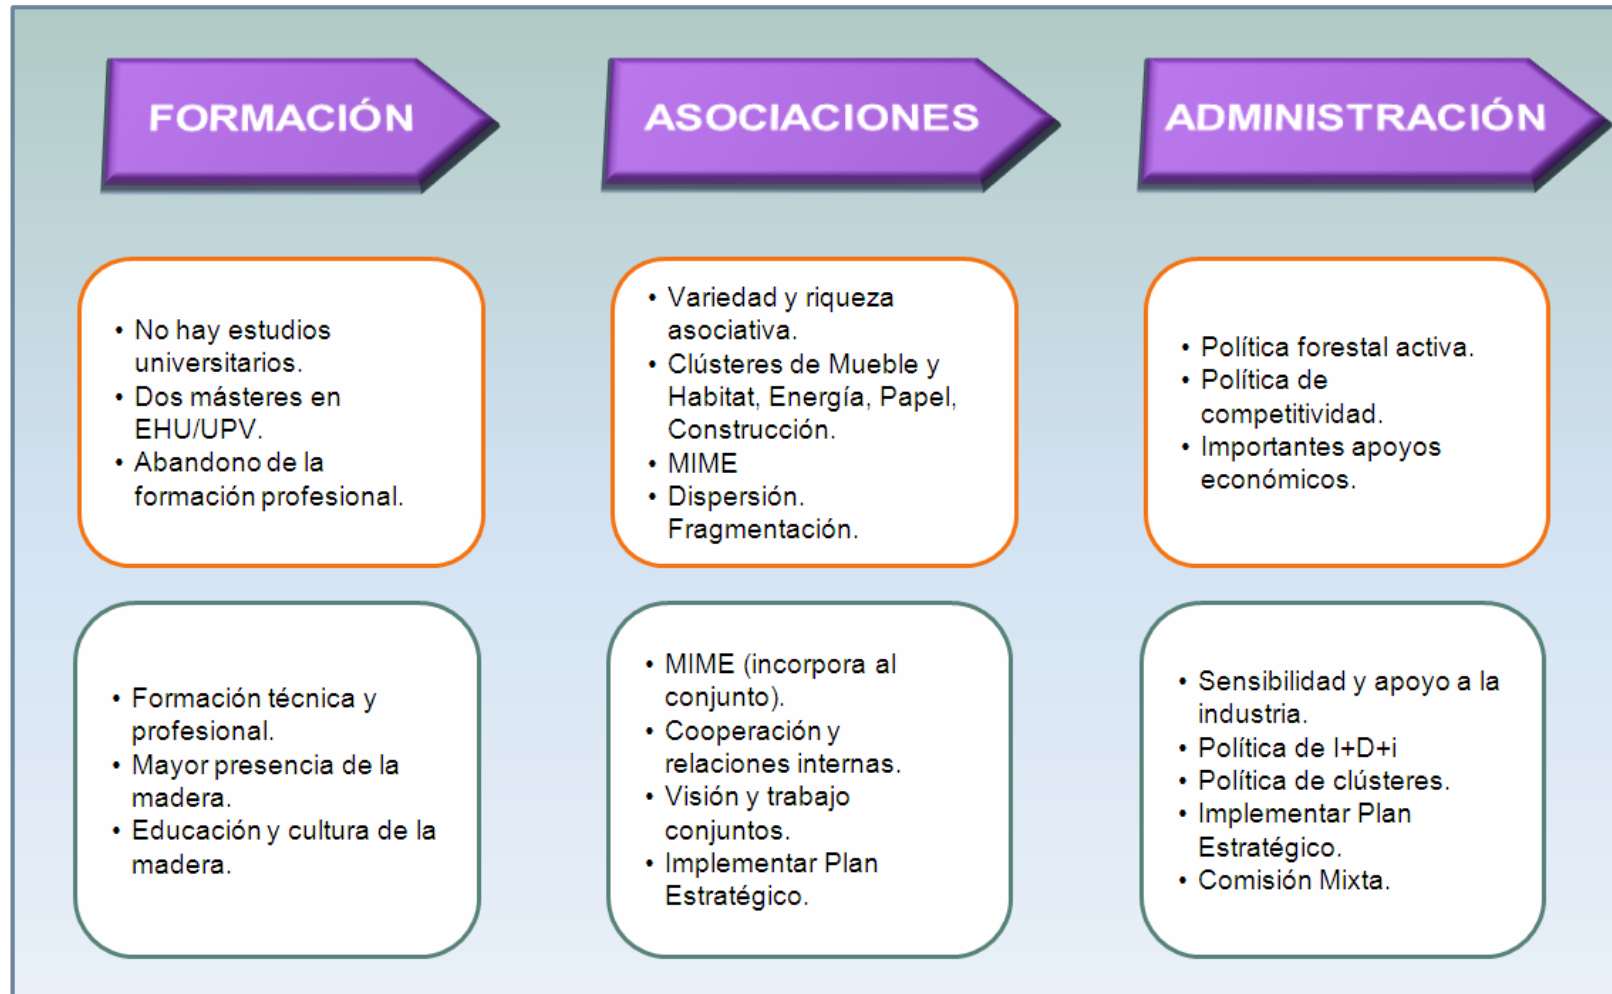 FORMACIÓN
ASOCIACIONES
ADMINISTRACIÓN
• No hay estudios
universitarios.
• Dos másteres en
EHU/UPV.
• Abandono de la
formación profesional.
• Variedad y riqueza
asociativa.
• Clústeres de Mueble y
Habitat, Energía, Papel,
Construcción.
• MIME
• Dispersión.
Fragmentación.
• Política forestal activa.
• Política de
competitividad.
• Importantes apoyos
económicos.
• Formación técnica y
profesional.
• Mayor presencia de la
madera.
• Educación y cultura de la
madera.
• MIME (incorpora al
conjunto).
• Cooperación y
relaciones internas.
• Visión y trabajo
conjuntos.
• Implementar Plan
Estratégico.
• Sensibilidad y apoyo a la
industria.
• Política de I+D+i
• Política de clústeres.
• Implementar Plan
Estratégico.
• Comisión Mixta.